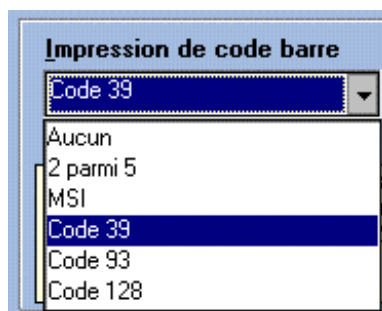 Impression de code barre
Code 39
Aucun
2 parmi 5
MSI
Code 39
Code 93
Code 128